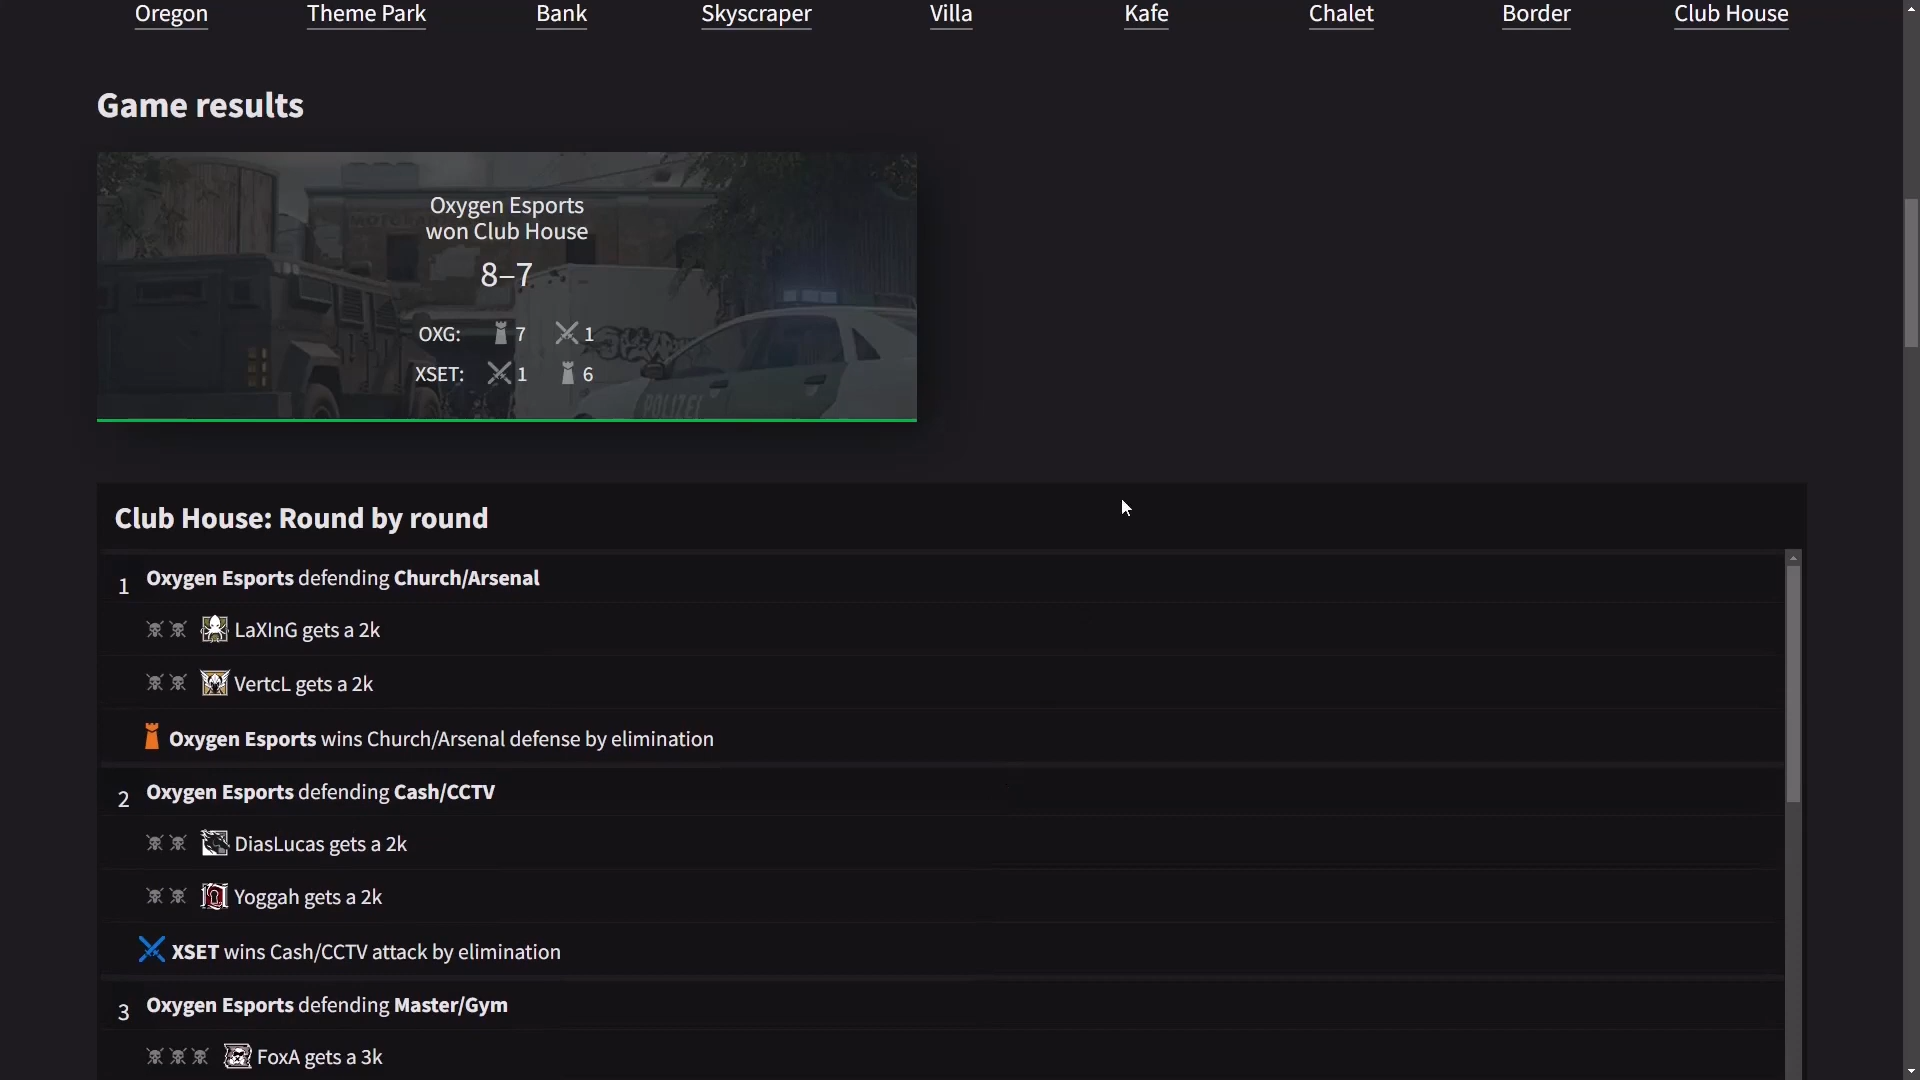 Oregon Theme Park Bank Skyscraper Villa Kafe Chalet Border Club House
Game results
Oxygen Esports
won Club House
8–7
OXG: 7 1
XSET: 1 6
POLIZEI
Club House: Round by round
1 Oxygen Esports defending Church/Arsenal
LaXInG gets a 2k
VertcL gets a 2k
Oxygen Esports wins Church/Arsenal defense by elimination
2 Oxygen Esports defending Cash/CCTV
DiasLucas gets a 2k
Yoggah gets a 2k
XSET wins Cash/CCTV attack by elimination
3 Oxygen Esports defending Master/Gym
FoxA gets a 3k